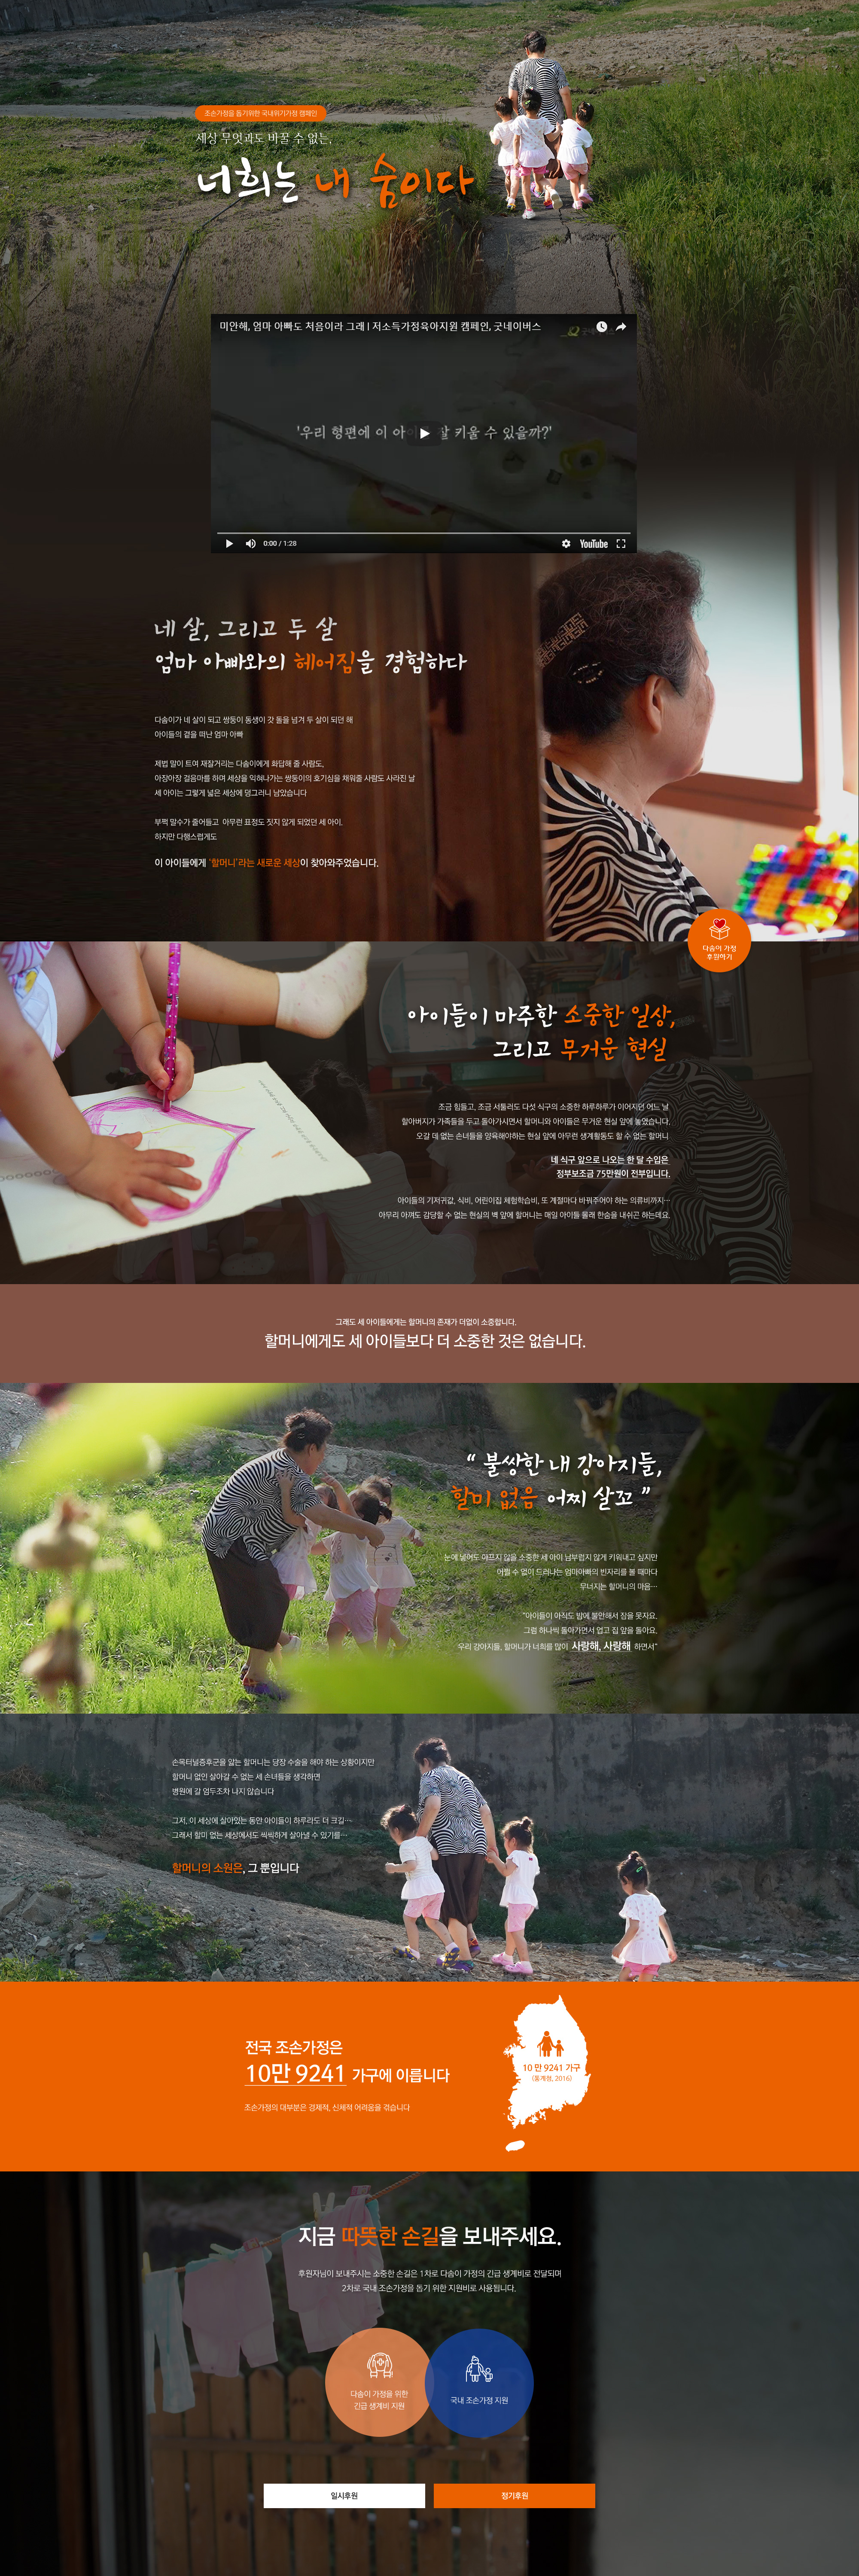 조손가정을 돕기위한 국내위기가정 캠페인
세상 무엇과도 바꿀 수 없는,
너희는 내 숨이다
미안해, 엄마 아빠도 처음이라 그래 | 저소득가정육아지원 캠페인, 굿네이버스
'우리 형편에 이 아이를 잘 키울 수 있을까?'
0:00 / 1:28
YouTube
네 살, 그리고 두 살
엄마 아빠와의 헤어짐을 경험하다
다솜이가 네 살이 되고 쌍둥이 동생이 갓 돌을 넘겨 두 살이 되던 해
아이들의 곁을 떠난 엄마 아빠
제법 말이 트여 재잘거리는 다솜이에게 화답해 줄 사람도,
아장아장 걸음마를 하며 세상을 익혀나가는 쌍둥이의 호기심을 채워줄 사람도 사라진 날
세 아이는 그렇게 넓은 세상에 덩그러니 남았습니다
부쩍 말수가 줄어들고 아무런 표정도 짓지 않게 되었던 세 아이.
하지만 다행스럽게도
이 아이들에게 '할머니'라는 새로운 세상이 찾아와주었습니다.
다솜이 가정
후원하기
아이들이 마주한 소중한 일상,
그리고 무거운 현실
조금 힘들고, 조금 서툴러도 다섯 식구의 소중한 하루하루가 이어지던 어느 날
할아버지가 가족들을 두고 돌아가시면서 할머니와 아이들은 무거운 현실 앞에 놓였습니다.
오갈 데 없는 손녀들을 양육해야하는 현실 앞에 아무런 생계활동도 할 수 없는 할머니
네 식구 앞으로 나오는 한 달 수입은
정부보조금 75만원이 전부입니다.
아이들의 기저귀값, 식비, 어린이집 체험학습비, 또 계절마다 바꿔주어야 하는 의류비까지…
아무리 아껴도 감당할 수 없는 현실의 벽 앞에 할머니는 매일 아이들 몰래 한숨을 내쉬곤 하는데요.
그래도 세 아이들에게는 할머니의 존재가 더없이 소중합니다.
할머니에게도 세 아이들보다 더 소중한 것은 없습니다.
“ 불쌍한 내 강아지들,
할미 없음 어찌 살꼬 ”
눈에 넣어도 아프지 않을 소중한 세 아이 남부럽지 않게 키워내고 싶지만
어쩔 수 없이 드러나는 엄마아빠의 빈자리를 볼 때마다
무너지는 할머니의 마음…
"아이들이 아직도 밤에 불안해서 잠을 못자요.
그럼 하나씩 돌아가면서 업고 집 앞을 돌아요.
우리 강아지들, 할머니가 너희를 많이 사랑해, 사랑해 하면서"
손목터널증후군을 앓는 할머니는 당장 수술을 해야 하는 상황이지만
할머니 없인 살아갈 수 없는 세 손녀들을 생각하면
병원에 갈 엄두조차 나지 않습니다
그저, 이 세상에 살아있는 동안 아이들이 하루라도 더 크길…
그래서 할미 없는 세상에서도 씩씩하게 살아낼 수 있기를…
할머니의 소원은, 그 뿐입니다
전국 조손가정은
10만 9241 가구에 이릅니다
조손가정의 대부분은 경제적, 신체적 어려움을 겪습니다
10 만 9241 가구
(통계청, 2016)
지금 따뜻한 손길을 보내주세요.
후원자님이 보내주시는 소중한 손길은 1차로 다솜이 가정의 긴급 생계비로 전달되며
2차로 국내 조손가정을 돕기 위한 지원비로 사용됩니다.
다솜이 가정을 위한
긴급 생계비 지원
국내 조손가정 지원
일시후원
정기후원